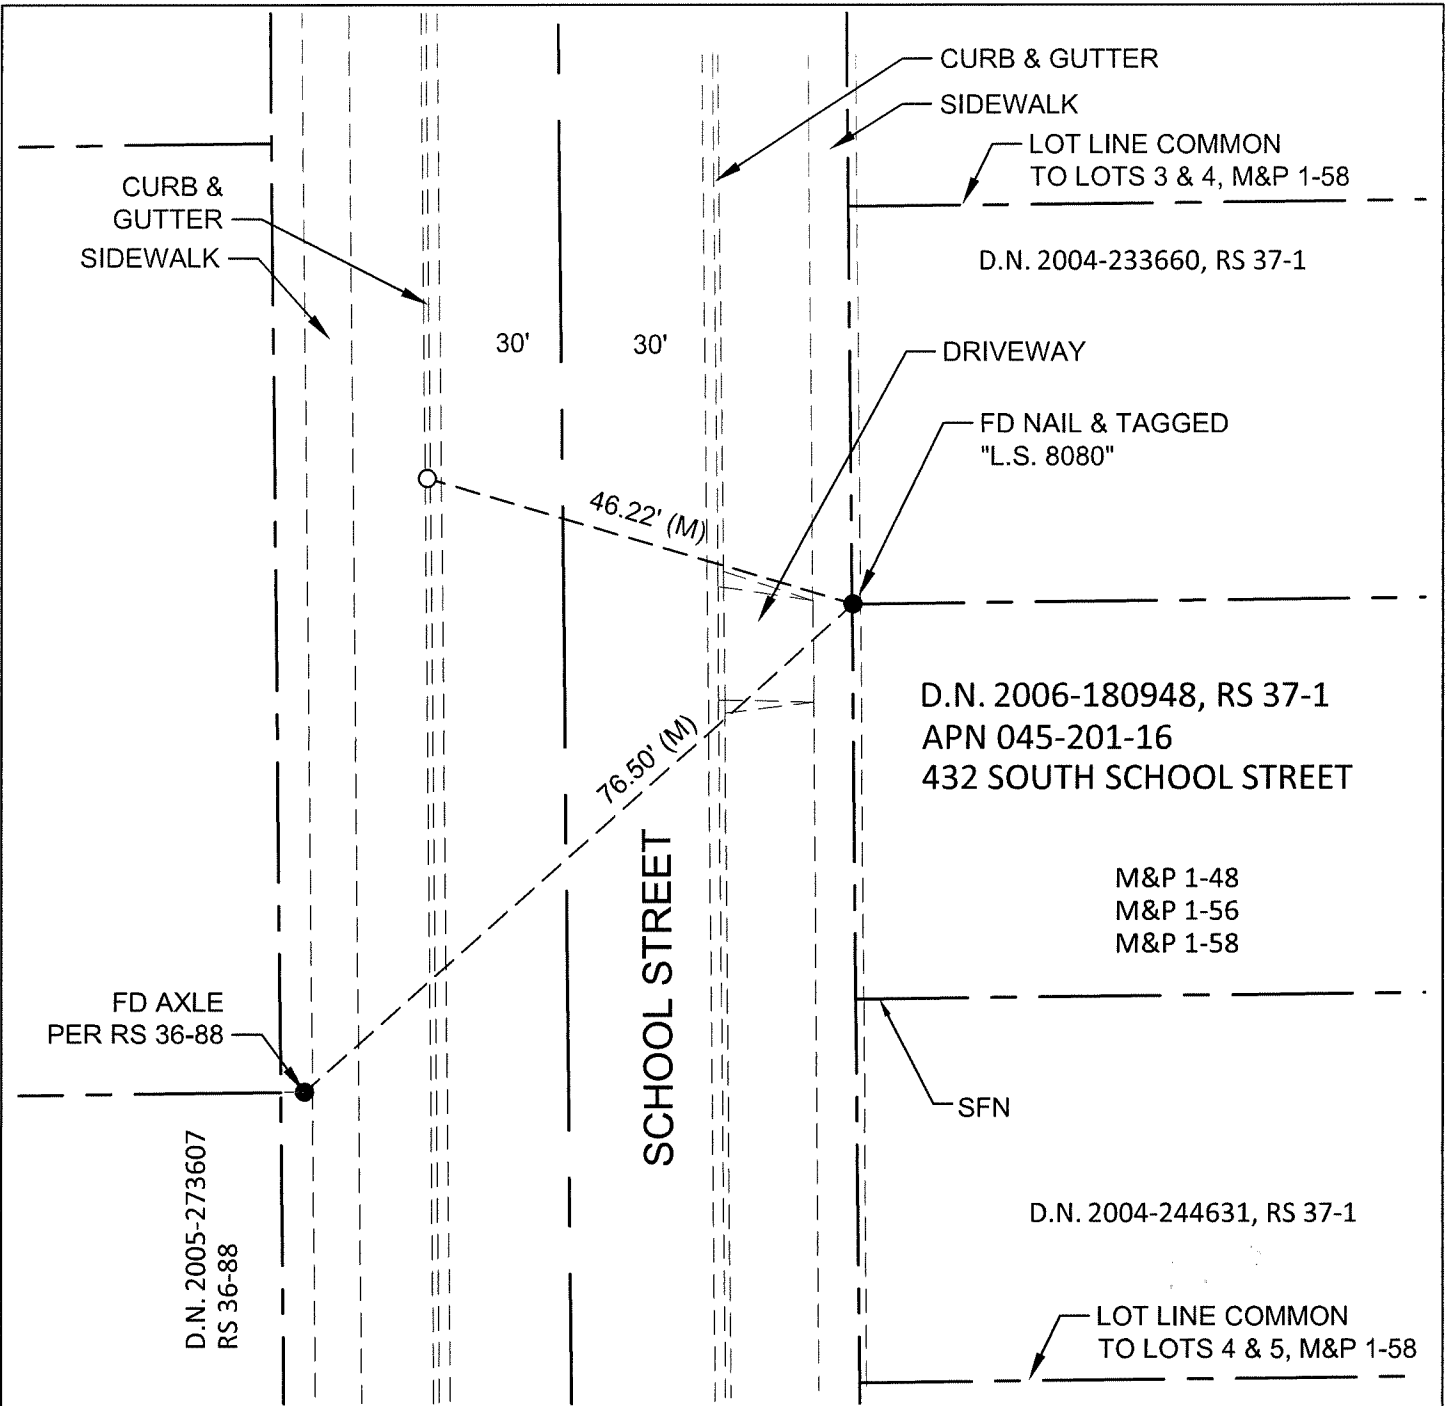 CURB & GUTTER
SIDEWALK
LOT LINE COMMON
TO LOTS 3 & 4, M&P 1-58
CURB &
GUTTER
SIDEWALK
D.N. 2004-233660, RS 37-1
30'
30'
DRIVEWAY
FD NAIL & TAGGED
"L.S. 8080"
46.22' (M)
D.N. 2006-180948, RS 37-1
APN 045-201-16
432 SOUTH SCHOOL STREET
76.50' (M)
M&P 1-48
M&P 1-56
M&P 1-58
SCHOOL STREET
FD AXLE
PER RS 36-88
SFN
D.N. 2005-273607
RS 36-88
D.N. 2004-244631, RS 37-1
LOT LINE COMMON
TO LOTS 4 & 5, M&P 1-58